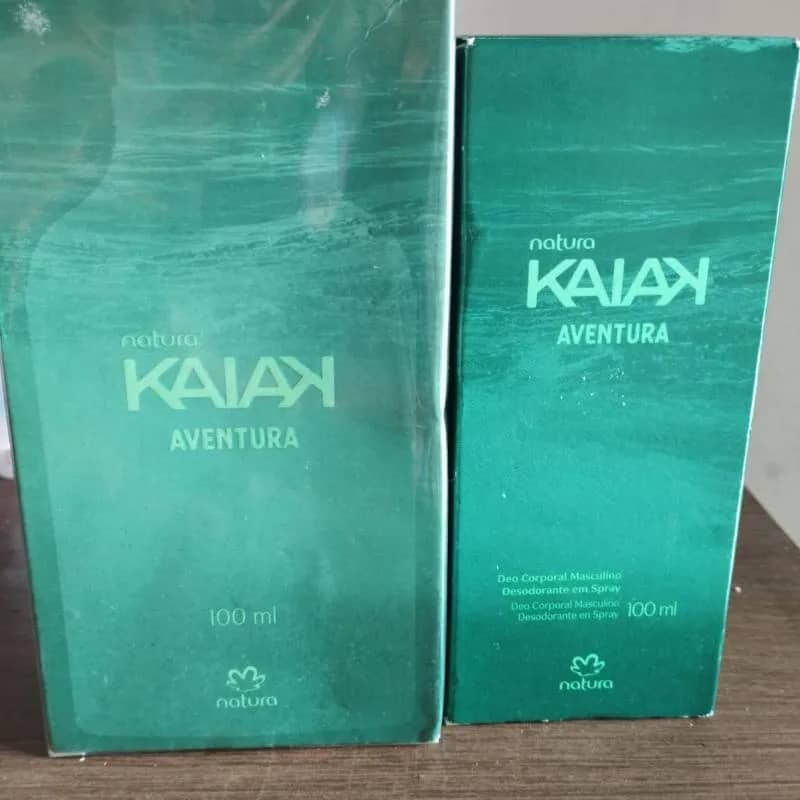 natura
KAIAK
AVENTURA
100 ml
natura
natura
KAIAK
AVENTURA
Deo Corporal Masculino
Desodorante em Spray
Deo Corporal Masculino
Desodorante en Spray
100 ml
natura